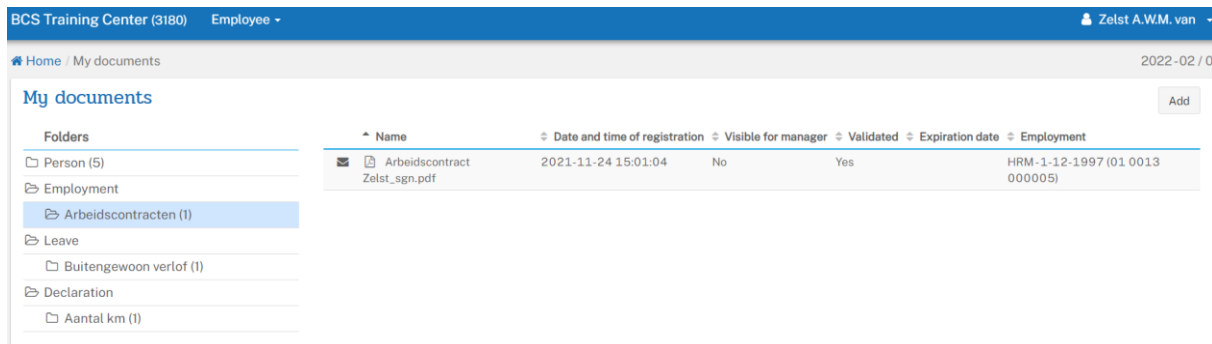 BCS Training Center (3180) Employee Zelst A.W.M. van
Home / My documents 2022-02 / 0
My documents
Add
Folders
Name Date and time of registration Visible for manager Validated Expiration date Employment
Person (5)
Employment
Arbeidscontracten (1)
Leave
Buitengewoon verlof (1)
Declaration
Aantal km (1)
Arbeidscontract 2021-11-24 15:01:04 No Yes HRM-1-12-1997 (01 0013
Zelst_sgn.pdf 000005)